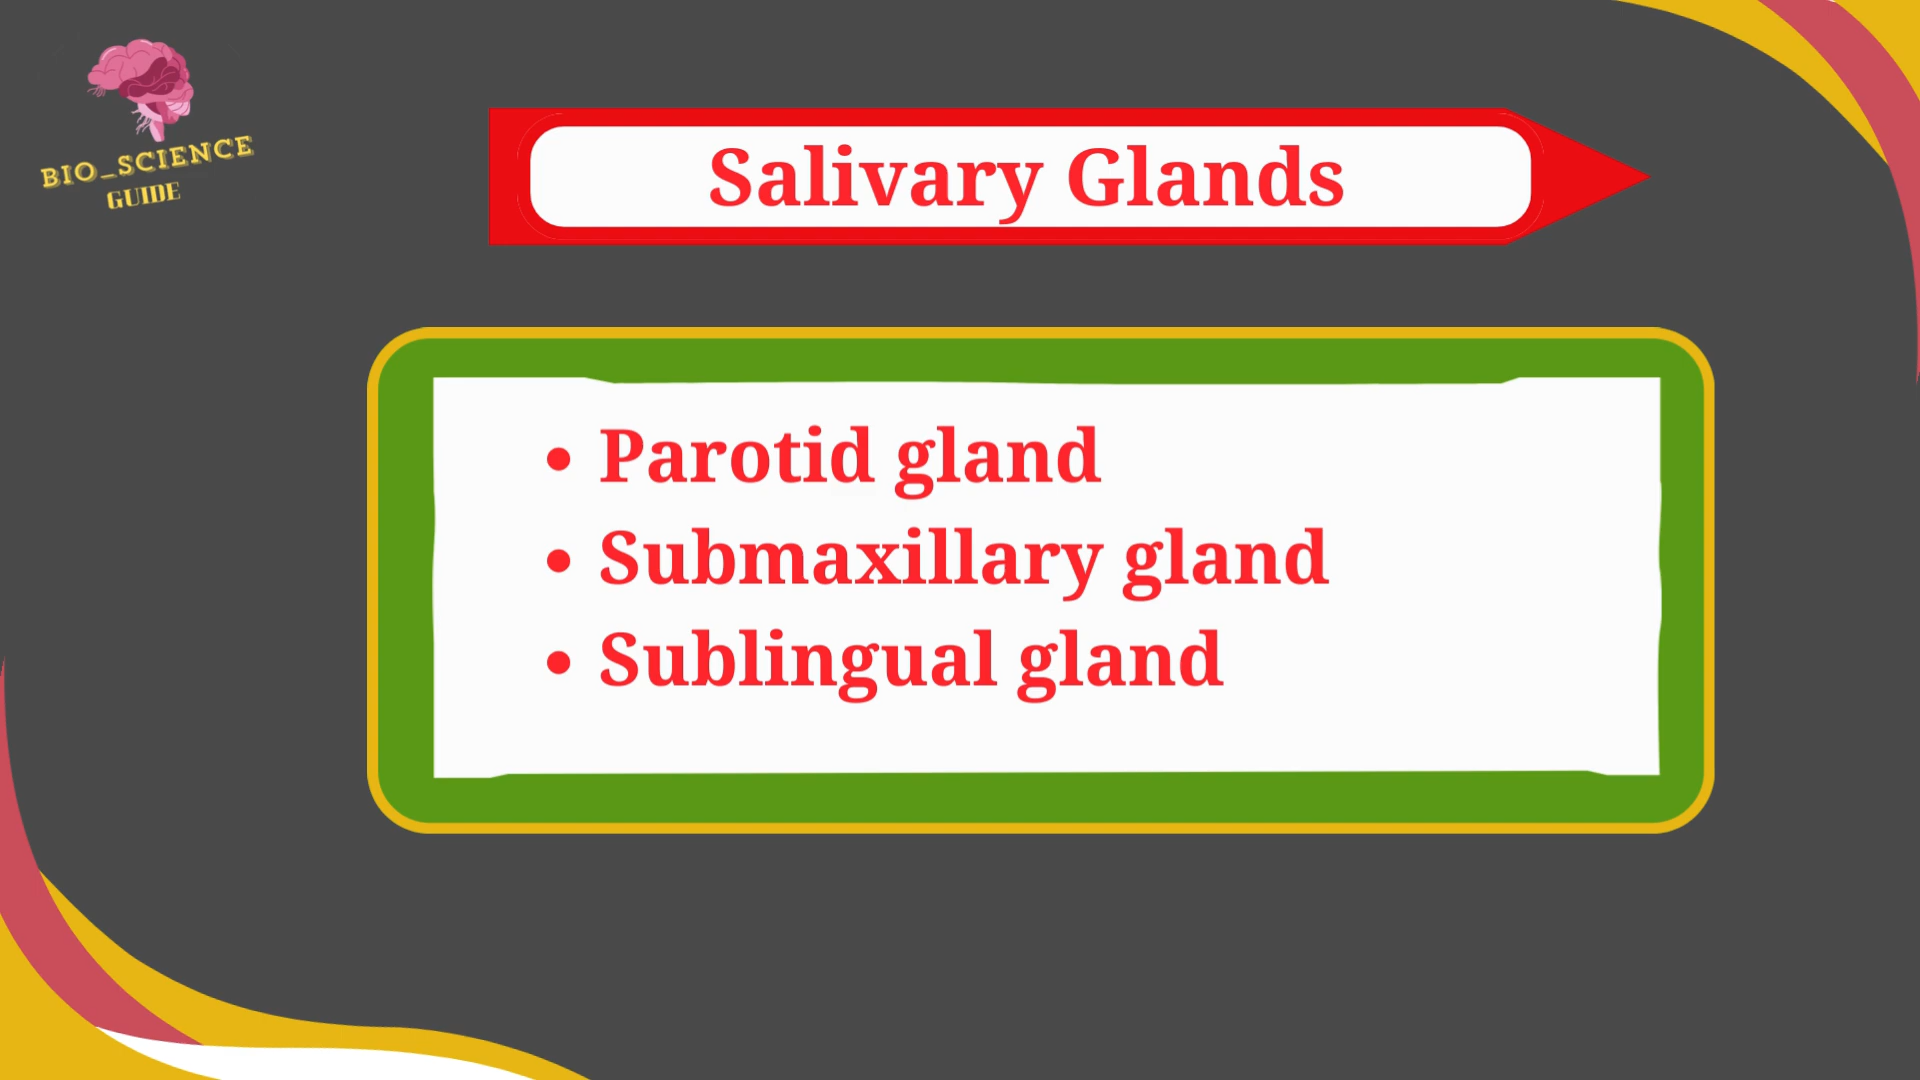 BIO_SCIENCE
GUIDE
Salivary Glands
• Parotid gland
• Submaxillary gland
• Sublingual gland